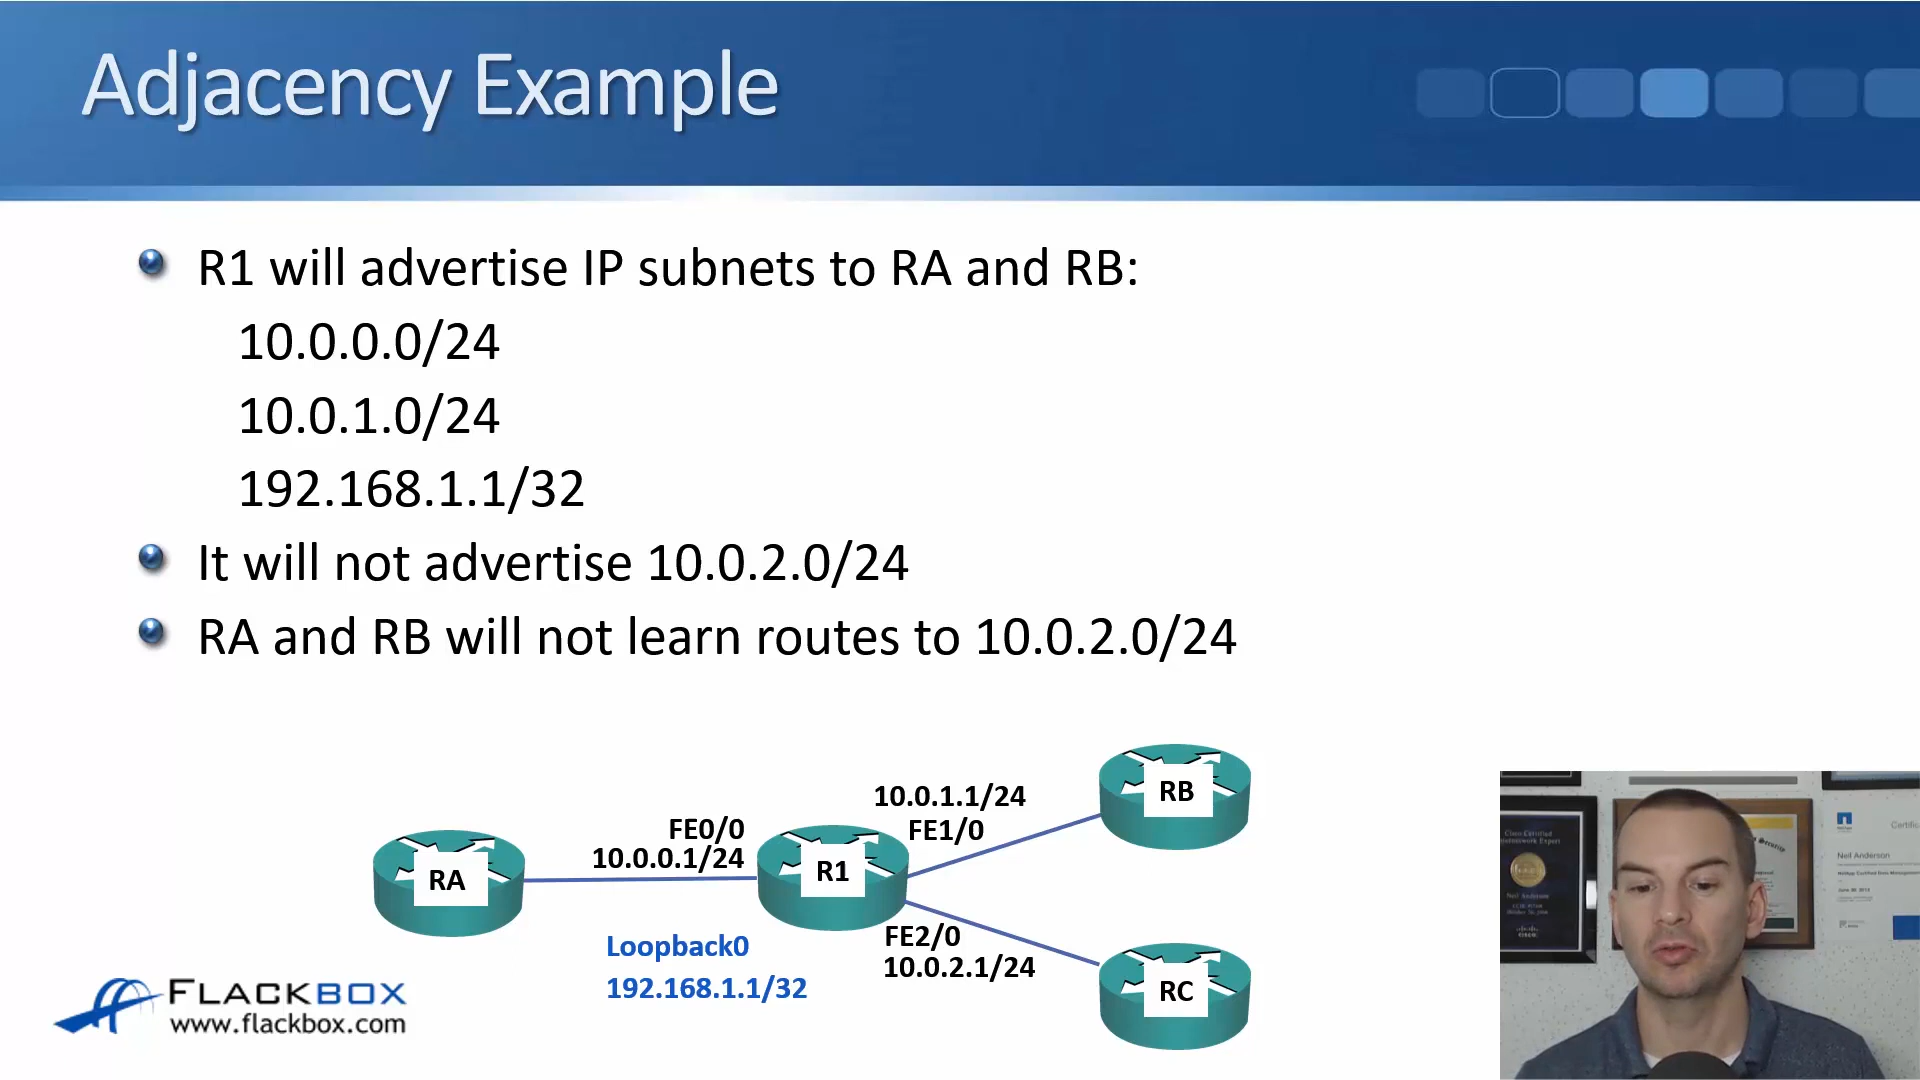 Adjacency Example
R1 will advertise IP subnets to RA and RB:
10.0.0.0/24
10.0.1.0/24
192.168.1.1/32
It will not advertise 10.0.2.0/24
RA and RB will not learn routes to 10.0.2.0/24
RA
FE0/0
10.0.0.1/24
R1
10.0.1.1/24
FE1/0
RB
FE2/0
10.0.2.1/24
RC
Loopback0
192.168.1.1/32
FLACKBOX
www.flackbox.com
Neil Anderson